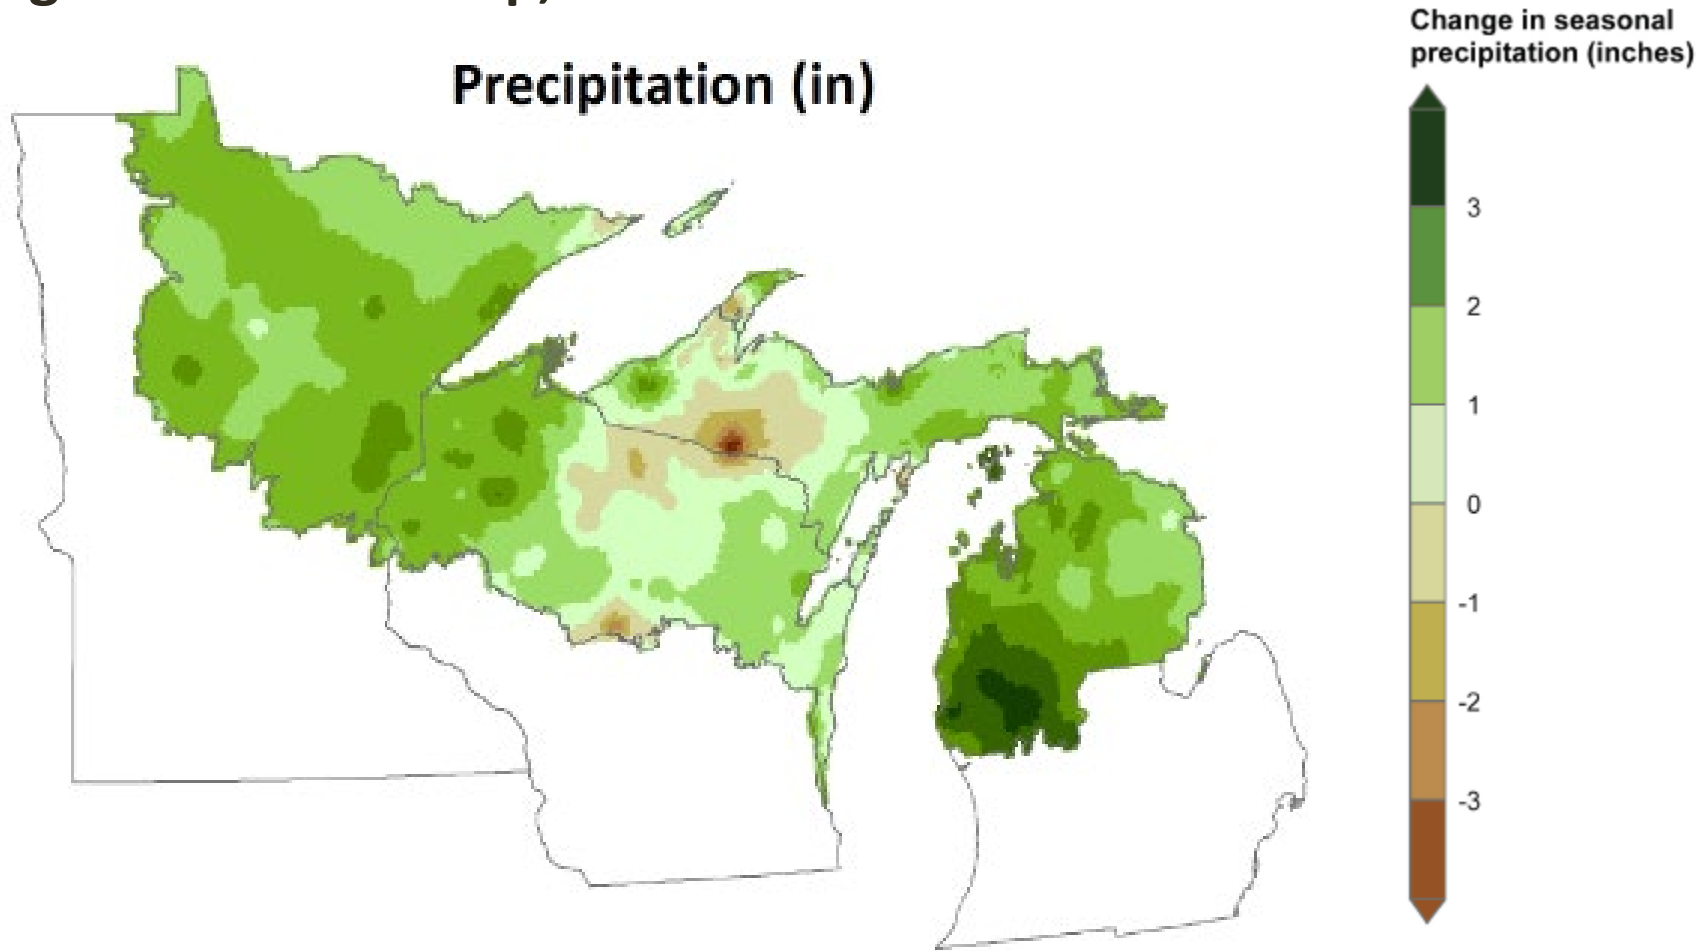 Precipitation (in)
Change in seasonal
precipitation (inches)
3
2
1
0
-1
-2
-3